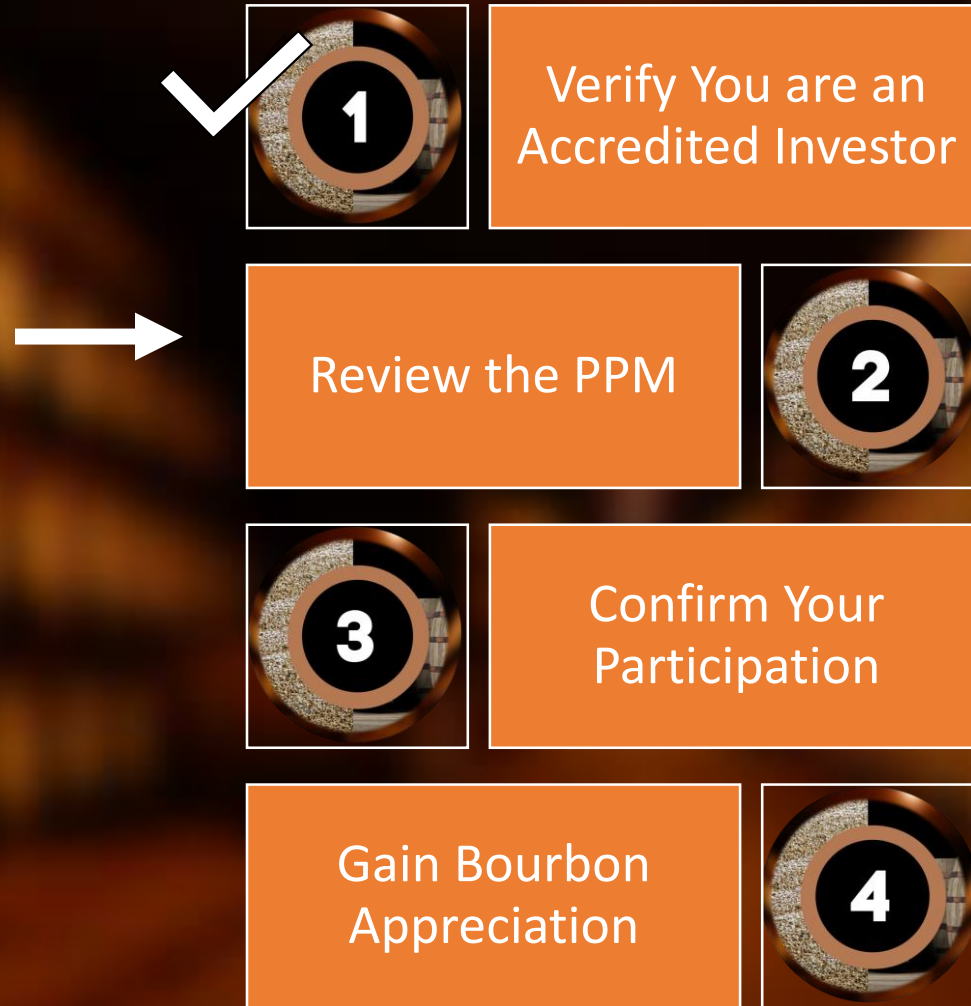 1
Verify You are an
Accredited Investor
Review the PPM
2
3
Confirm Your
Participation
Gain Bourbon
Appreciation
4